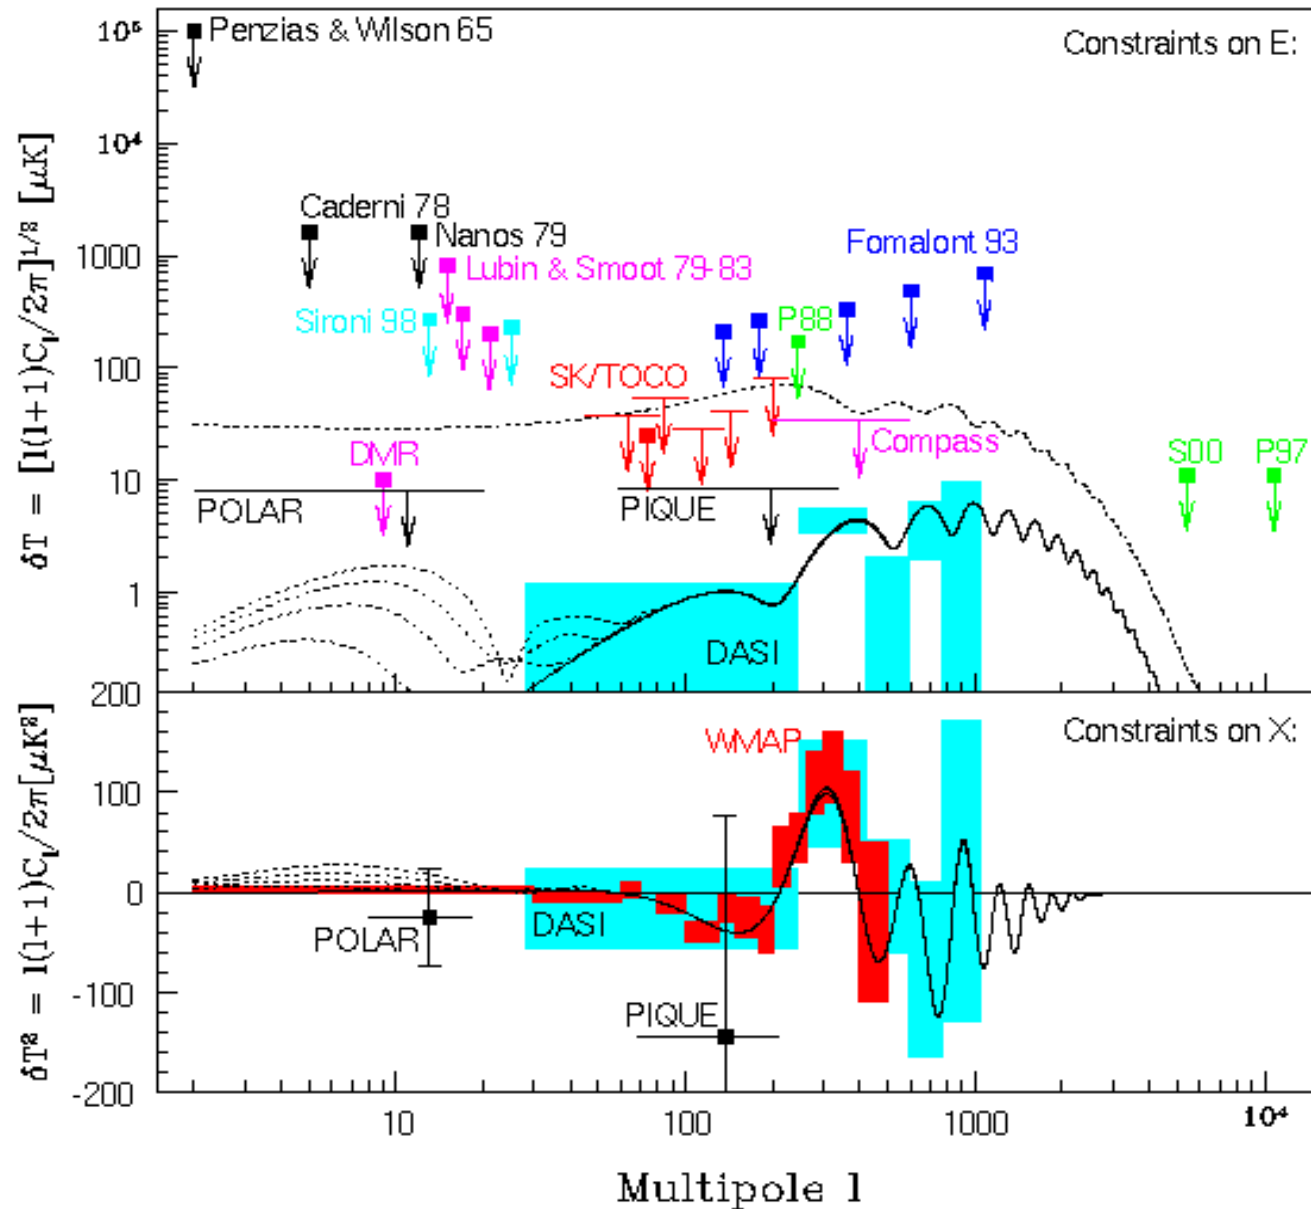 10⁵
Penzias & Wilson 65
Constraints on E:
10⁴
Caderni 78
Nanos 79
Fomalont 93
1000
Lubin & Smoot 79-83
Sironi 98
P88
100
SK/TOCO
Compass
DMR
S00
P97
10
POLAR
PIQUE
1
DASI
δT = [l(l+1)C_l/2π]^{1/2} [μK]
200
WMAP
Constraints on X:
100
0
DASI
POLAR
-100
PIQUE
-200
δT² = l(l+1)C_l/2π[μK²]
10
100
1000
10⁴
Multipole l